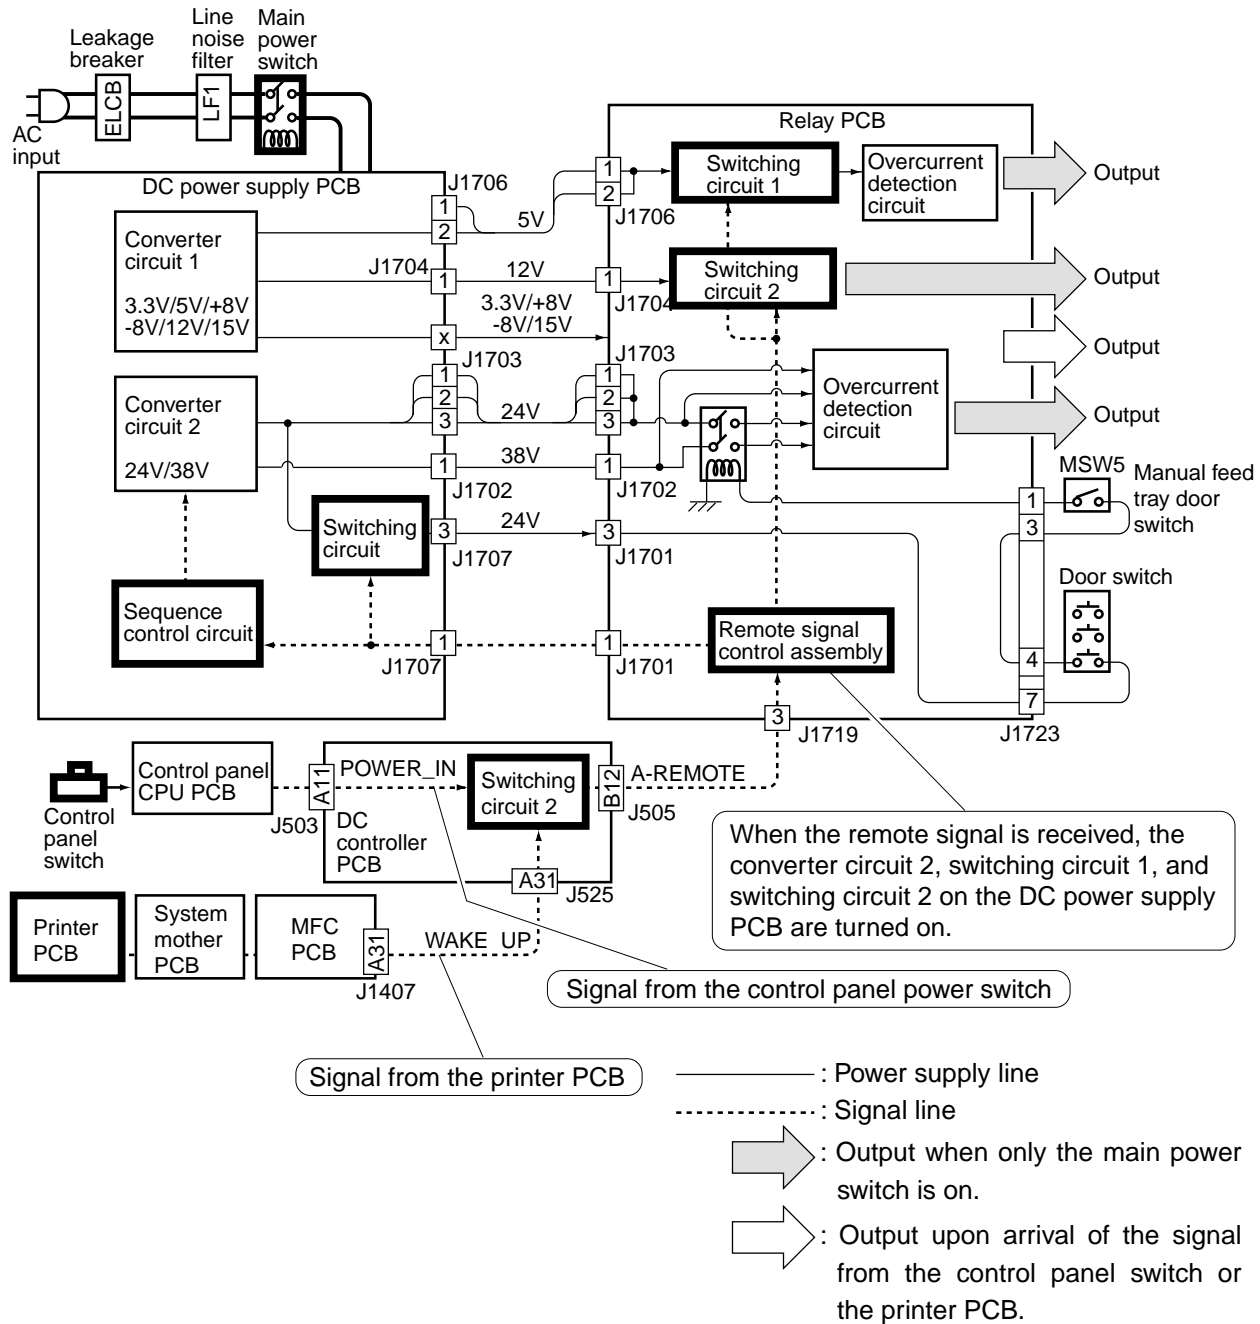 Leakage
breaker
Line
noise
filter
Main
power
switch
ELCB
LF1
AC
input
DC power supply PCB
Converter
circuit 1
3.3V/5V/+8V
-8V/12V/15V
Converter
circuit 2
24V/38V
Switching
circuit
Sequence
control circuit
J1706
1
2
5V
J1704
1
12V
3.3V/+8V
-8V/15V
x
J1703
1
2
3
24V
1
38V
J1702
3
24V
J1707
1
J1707
Relay PCB
1
2
J1706
Switching
circuit 1
Overcurrent
detection
circuit
Output
1
J1704
Switching
circuit 2
Output
Output
J1703
1
2
3
Overcurrent
detection
circuit
Output
1
J1702
3
J1701
1
J1701
Remote signal
control assembly
MSW5
Manual feed
tray door
switch
1
3
Door switch
4
7
J1723
3
J1719
Control
panel
switch
Control panel
CPU PCB
J503
A11
POWER_IN
DC
controller
PCB
Switching
circuit 2
B12
J505
A-REMOTE
A31
J525
Printer
PCB
System
mother
PCB
MFC
PCB
A31
J1407
WAKE_UP
When the remote signal is received, the
converter circuit 2, switching circuit 1, and
switching circuit 2 on the DC power supply
PCB are turned on.
Signal from the control panel power switch
Signal from the printer PCB
: Power supply line
: Signal line
: Output when only the main power
switch is on.
: Output upon arrival of the signal
from the control panel switch or
the printer PCB.